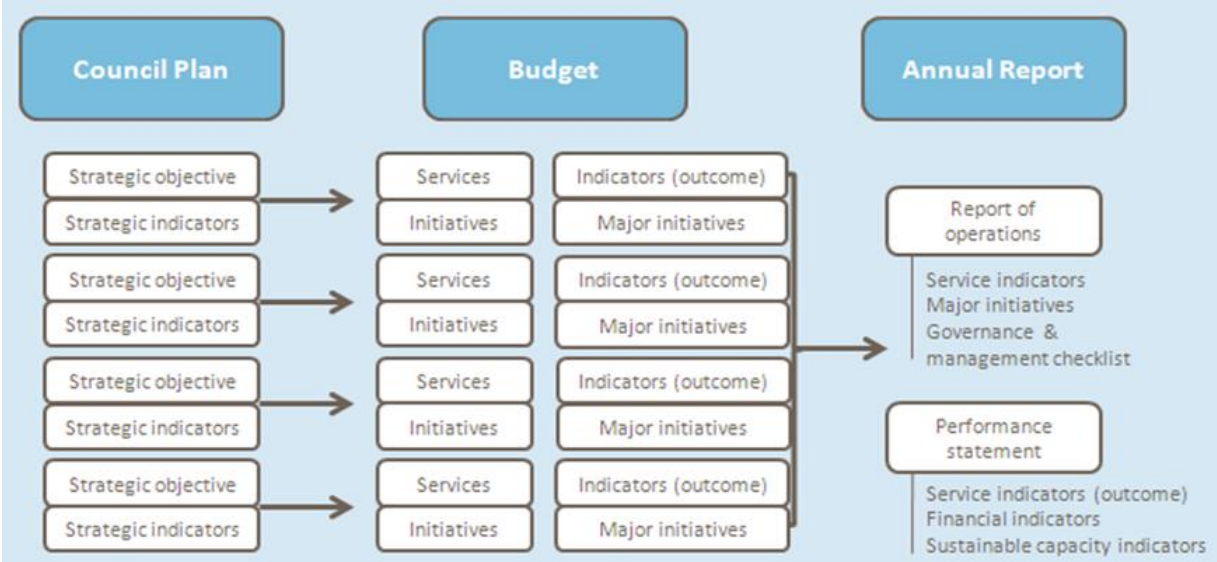 Council Plan
Budget
Annual Report
Strategic objective
Strategic indicators
Strategic objective
Strategic indicators
Strategic objective
Strategic indicators
Strategic objective
Strategic indicators
Services
Initiatives
Services
Initiatives
Services
Initiatives
Services
Initiatives
Indicators (outcome)
Major initiatives
Indicators (outcome)
Major initiatives
Indicators (outcome)
Major initiatives
Indicators (outcome)
Major initiatives
Report of
operations
Service indicators
Major initiatives
Governance &
management checklist
Performance
statement
Service indicators (outcome)
Financial indicators
Sustainable capacity indicators